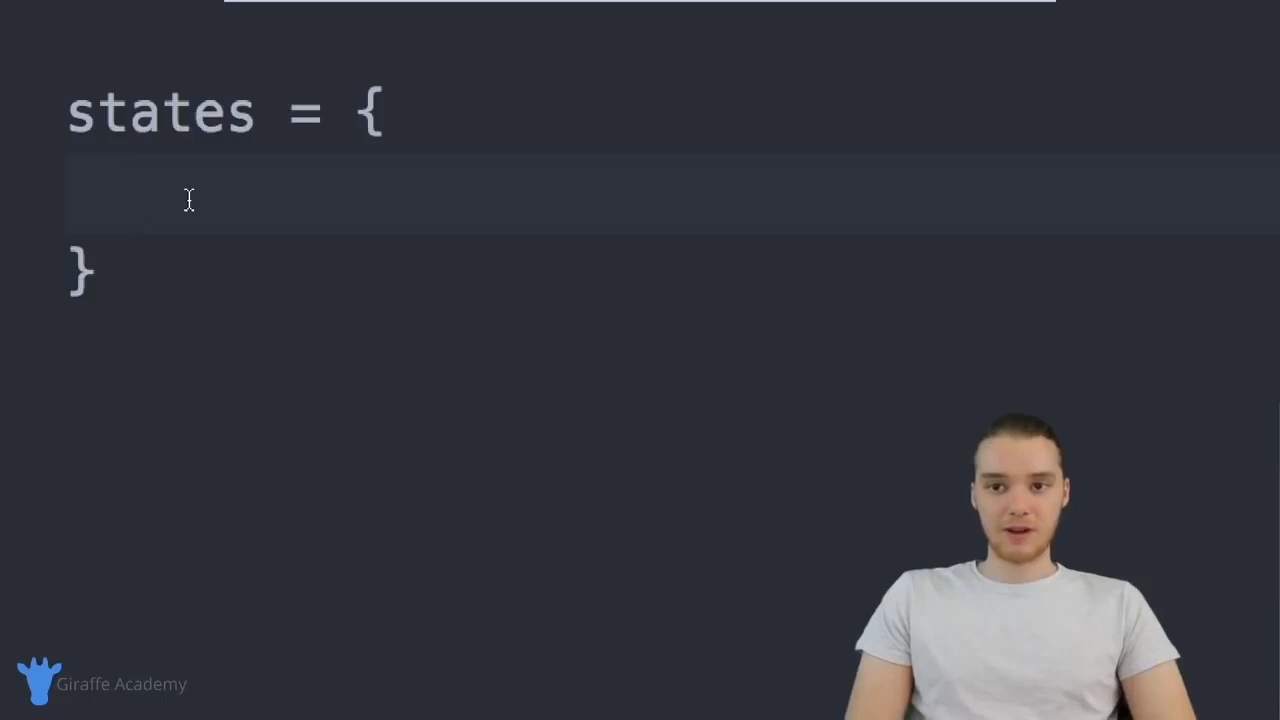 states = {
}
Giraffe Academy